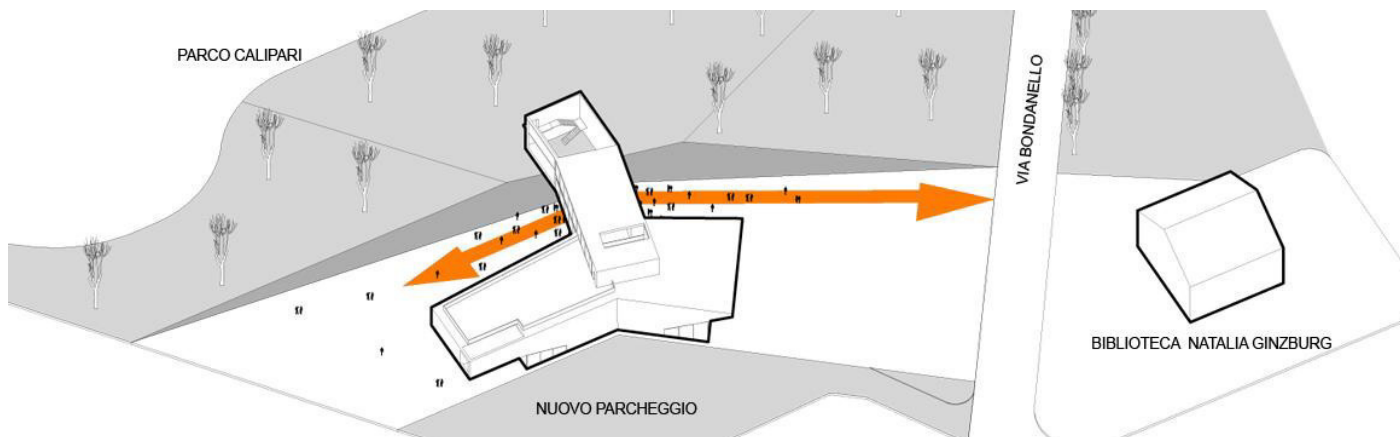 PARCO CALIPARI
VIA BONDANELLO
BIBLIOTECA NATALIA GINZBURG
NUOVO PARCHEGGIO